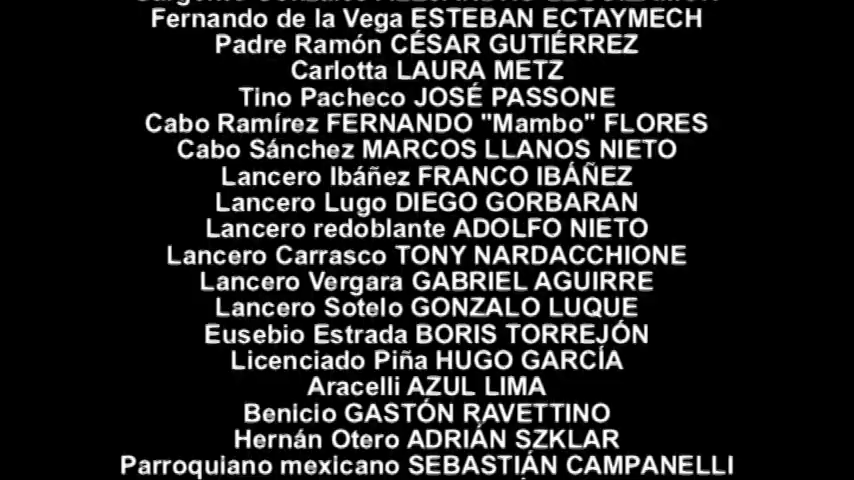 Fernando de la Vega ESTEBAN ECTAYMECH
Padre Ramón CÉSAR GUTIÉRREZ
Carlotta LAURA METZ
Tino Pacheco JOSÉ PASSONE
Cabo Ramírez FERNANDO "Mambo" FLORES
Cabo Sánchez MARCOS LLANOS NIETO
Lancero Ibáñez FRANCO IBÁÑEZ
Lancero Lugo DIEGO GORBARAN
Lancero redoblante ADOLFO NIETO
Lancero Carrasco TONY NARDACCHIONE
Lancero Vergara GABRIEL AGUIRRE
Lancero Sotelo GONZALO LUQUE
Eusebio Estrada BORIS TORREJÓN
Licenciado Piña HUGO GARCÍA
Aracelli AZUL LIMA
Benicio GASTÓN RAVETTINO
Hernán Otero ADRIÁN SZKLAR
Parroquiano mexicano SEBASTIÁN CAMPANELLI